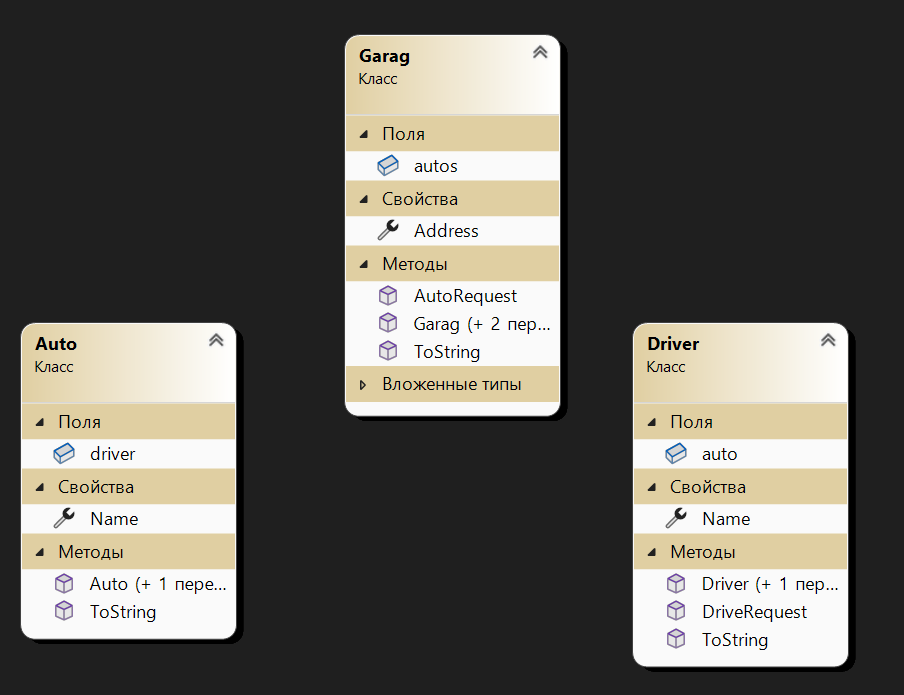 Garag
Класс
Поля
autos
Свойства
Address
Методы
AutoRequest
Garag (+ 2 пер...
ToString
Вложенные типы
Auto
Класс
Поля
driver
Свойства
Name
Методы
Auto (+ 1 пере...
ToString
Driver
Класс
Поля
auto
Свойства
Name
Методы
Driver (+ 1 пер...
DriveRequest
ToString